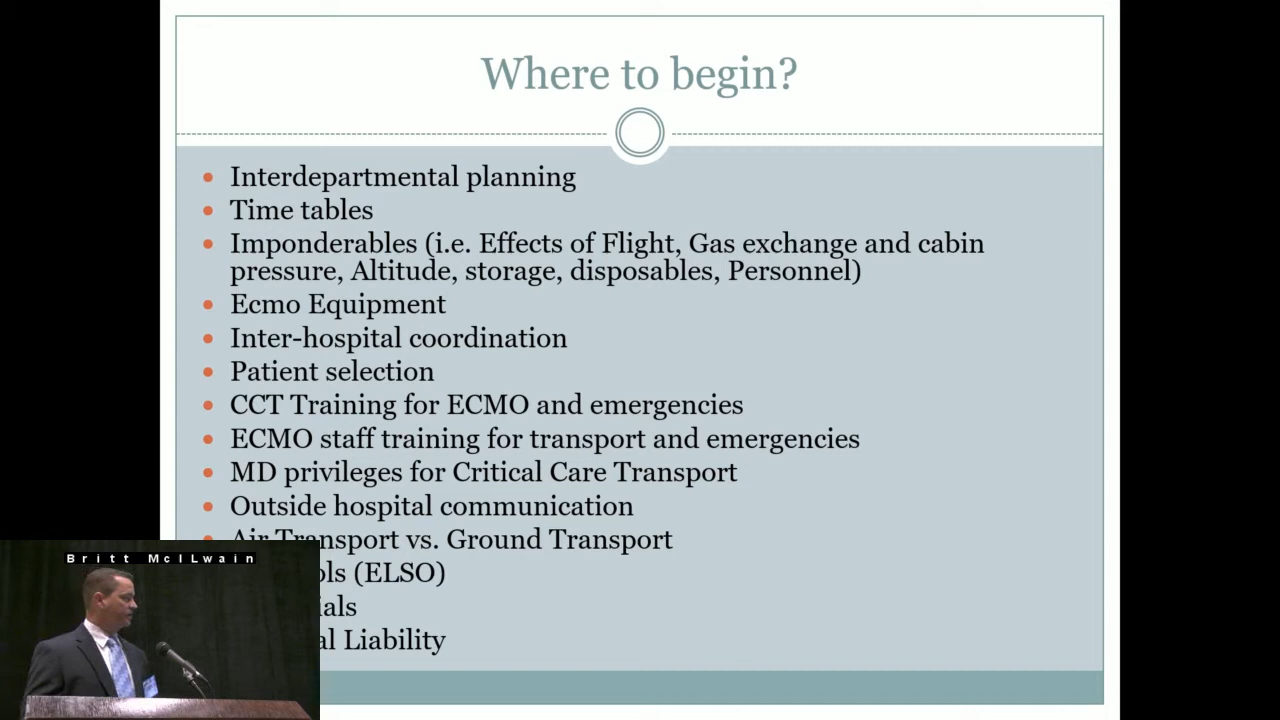 Where to begin?
Interdepartmental planning
Time tables
Imponderables (i.e. Effects of Flight, Gas exchange and cabin
pressure, Altitude, storage, disposables, Personnel)
Ecmo Equipment
Inter-hospital coordination
Patient selection
CCT Training for ECMO and emergencies
ECMO staff training for transport and emergencies
MD privileges for Critical Care Transport
Outside hospital communication
Air Transport vs. Ground Transport
(ELSO)
Liability
Britt McILwain